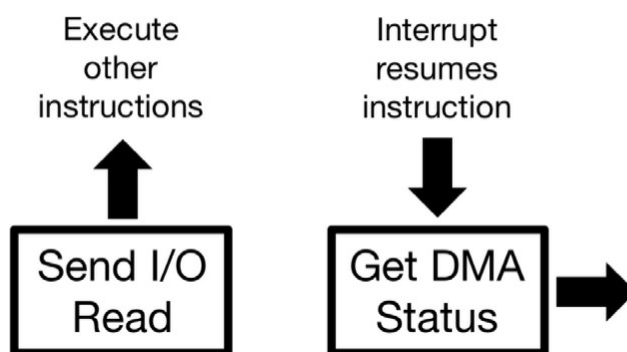 Execute
other
instructions
Interrupt
resumes
instruction
Send I/O
Read
Get DMA
Status